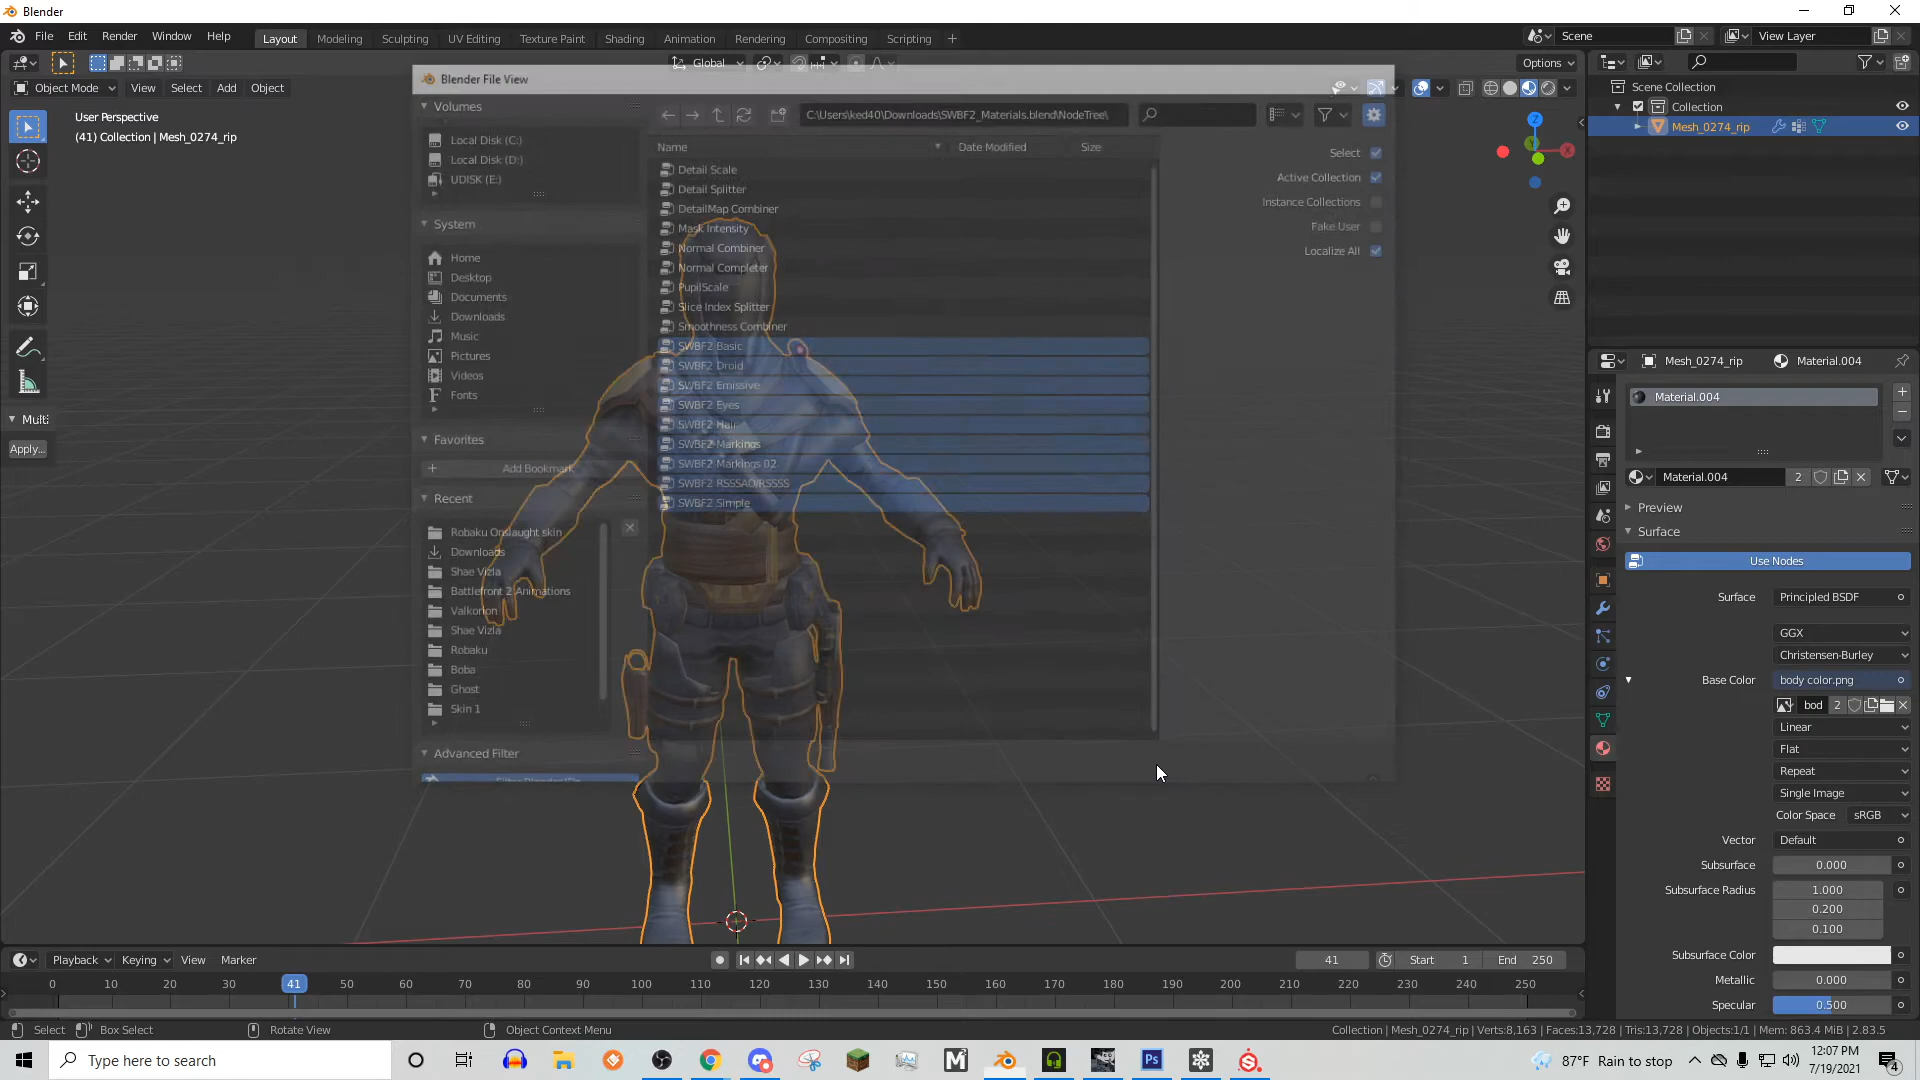 Blender
File Edit Render Window Help
Layout Modeling Sculpting UV Editing Texture Paint Shading Animation Rendering Compositing Scripting +
Scene View Layer
Global Options
Object Mode View Select Add Object
User Perspective
(41) Collection | Mesh_0274_rip
Blender File View
Volumes
Local Disk (C:)
Local Disk (D:)
UDISK (E:)
System
Home
Desktop
Documents
Downloads
Music
Pictures
Videos
Fonts
Favorites
Add Bookmark
Recent
Robaku Onslaught skin
Downloads
Shae Vizla
Battlefront 2 Animations
Valkorion
Shae Vizla
Robaku
Boba
Ghost
Skin 1
Advanced Filter
C:\Users\ked40\Downloads\SWBF2_Materials.blend\NodeTree\
Name Date Modified Size
Detail Scale
Detail Splitter
DetailMap Combiner
Mask Intensity
Normal Combiner
Normal Completer
PupilScale
Slice Index Splitter
Smoothness Combiner
SWBF2 Basic
SWBF2 Droid
SWBF2 Emissive
SWBF2 Eyes
SWBF2 Hair
SWBF2 Markings
SWBF2 Markings 02
SWBF2 RSSSAO/RSSSS
SWBF2 Simple
Select
Active Collection
Instance Collections
Fake User
Localize All
Z
Y
X
Multi
Apply...
Scene Collection
Collection
Mesh_0274_rip
Mesh_0274_rip Material.004
Material.004
Material.004 2
Preview
Surface
Use Nodes
Surface Principled BSDF
GGX
Christensen-Burley
Base Color body color.png
bod 2
Linear
Flat
Repeat
Single Image
Color Space sRGB
Vector Default
Subsurface 0.000
Subsurface Radius 1.000
0.200
0.100
Subsurface Color
Metallic 0.000
Specular 0.500
Playback Keying View Marker 41 Start 1 End 250
0 10 20 30 41 50 60 70 80 90 100 110 120 130 140 150 160 170 180 190 200 210 220 230 240 250
Select Box Select Rotate View Object Context Menu
Collection | Mesh_0274_rip | Verts:8,163 | Faces:13,728 | Tris:13,728 | Objects:1/1 | Mem: 863.4 MiB | 2.83.5
Type here to search
87°F Rain to stop
12:07 PM
7/19/2021
4